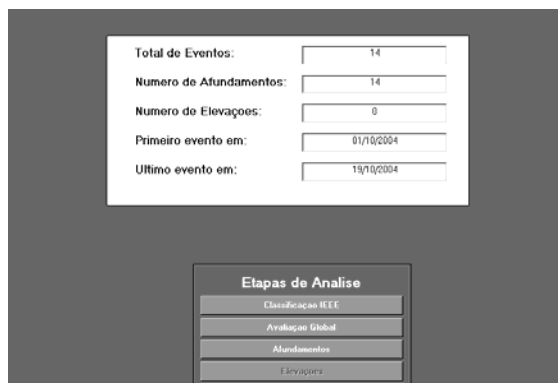 Total de Eventos: 14
Numero de Afundamentos: 14
Numero de Elevaçoes: 0
Primeiro evento em: 01/10/2004
Ultimo evento em: 19/10/2004
Etapas de Analise
Classificaçao IEEE
Avaliaçao Global
Afundamentos
Elevaçoes